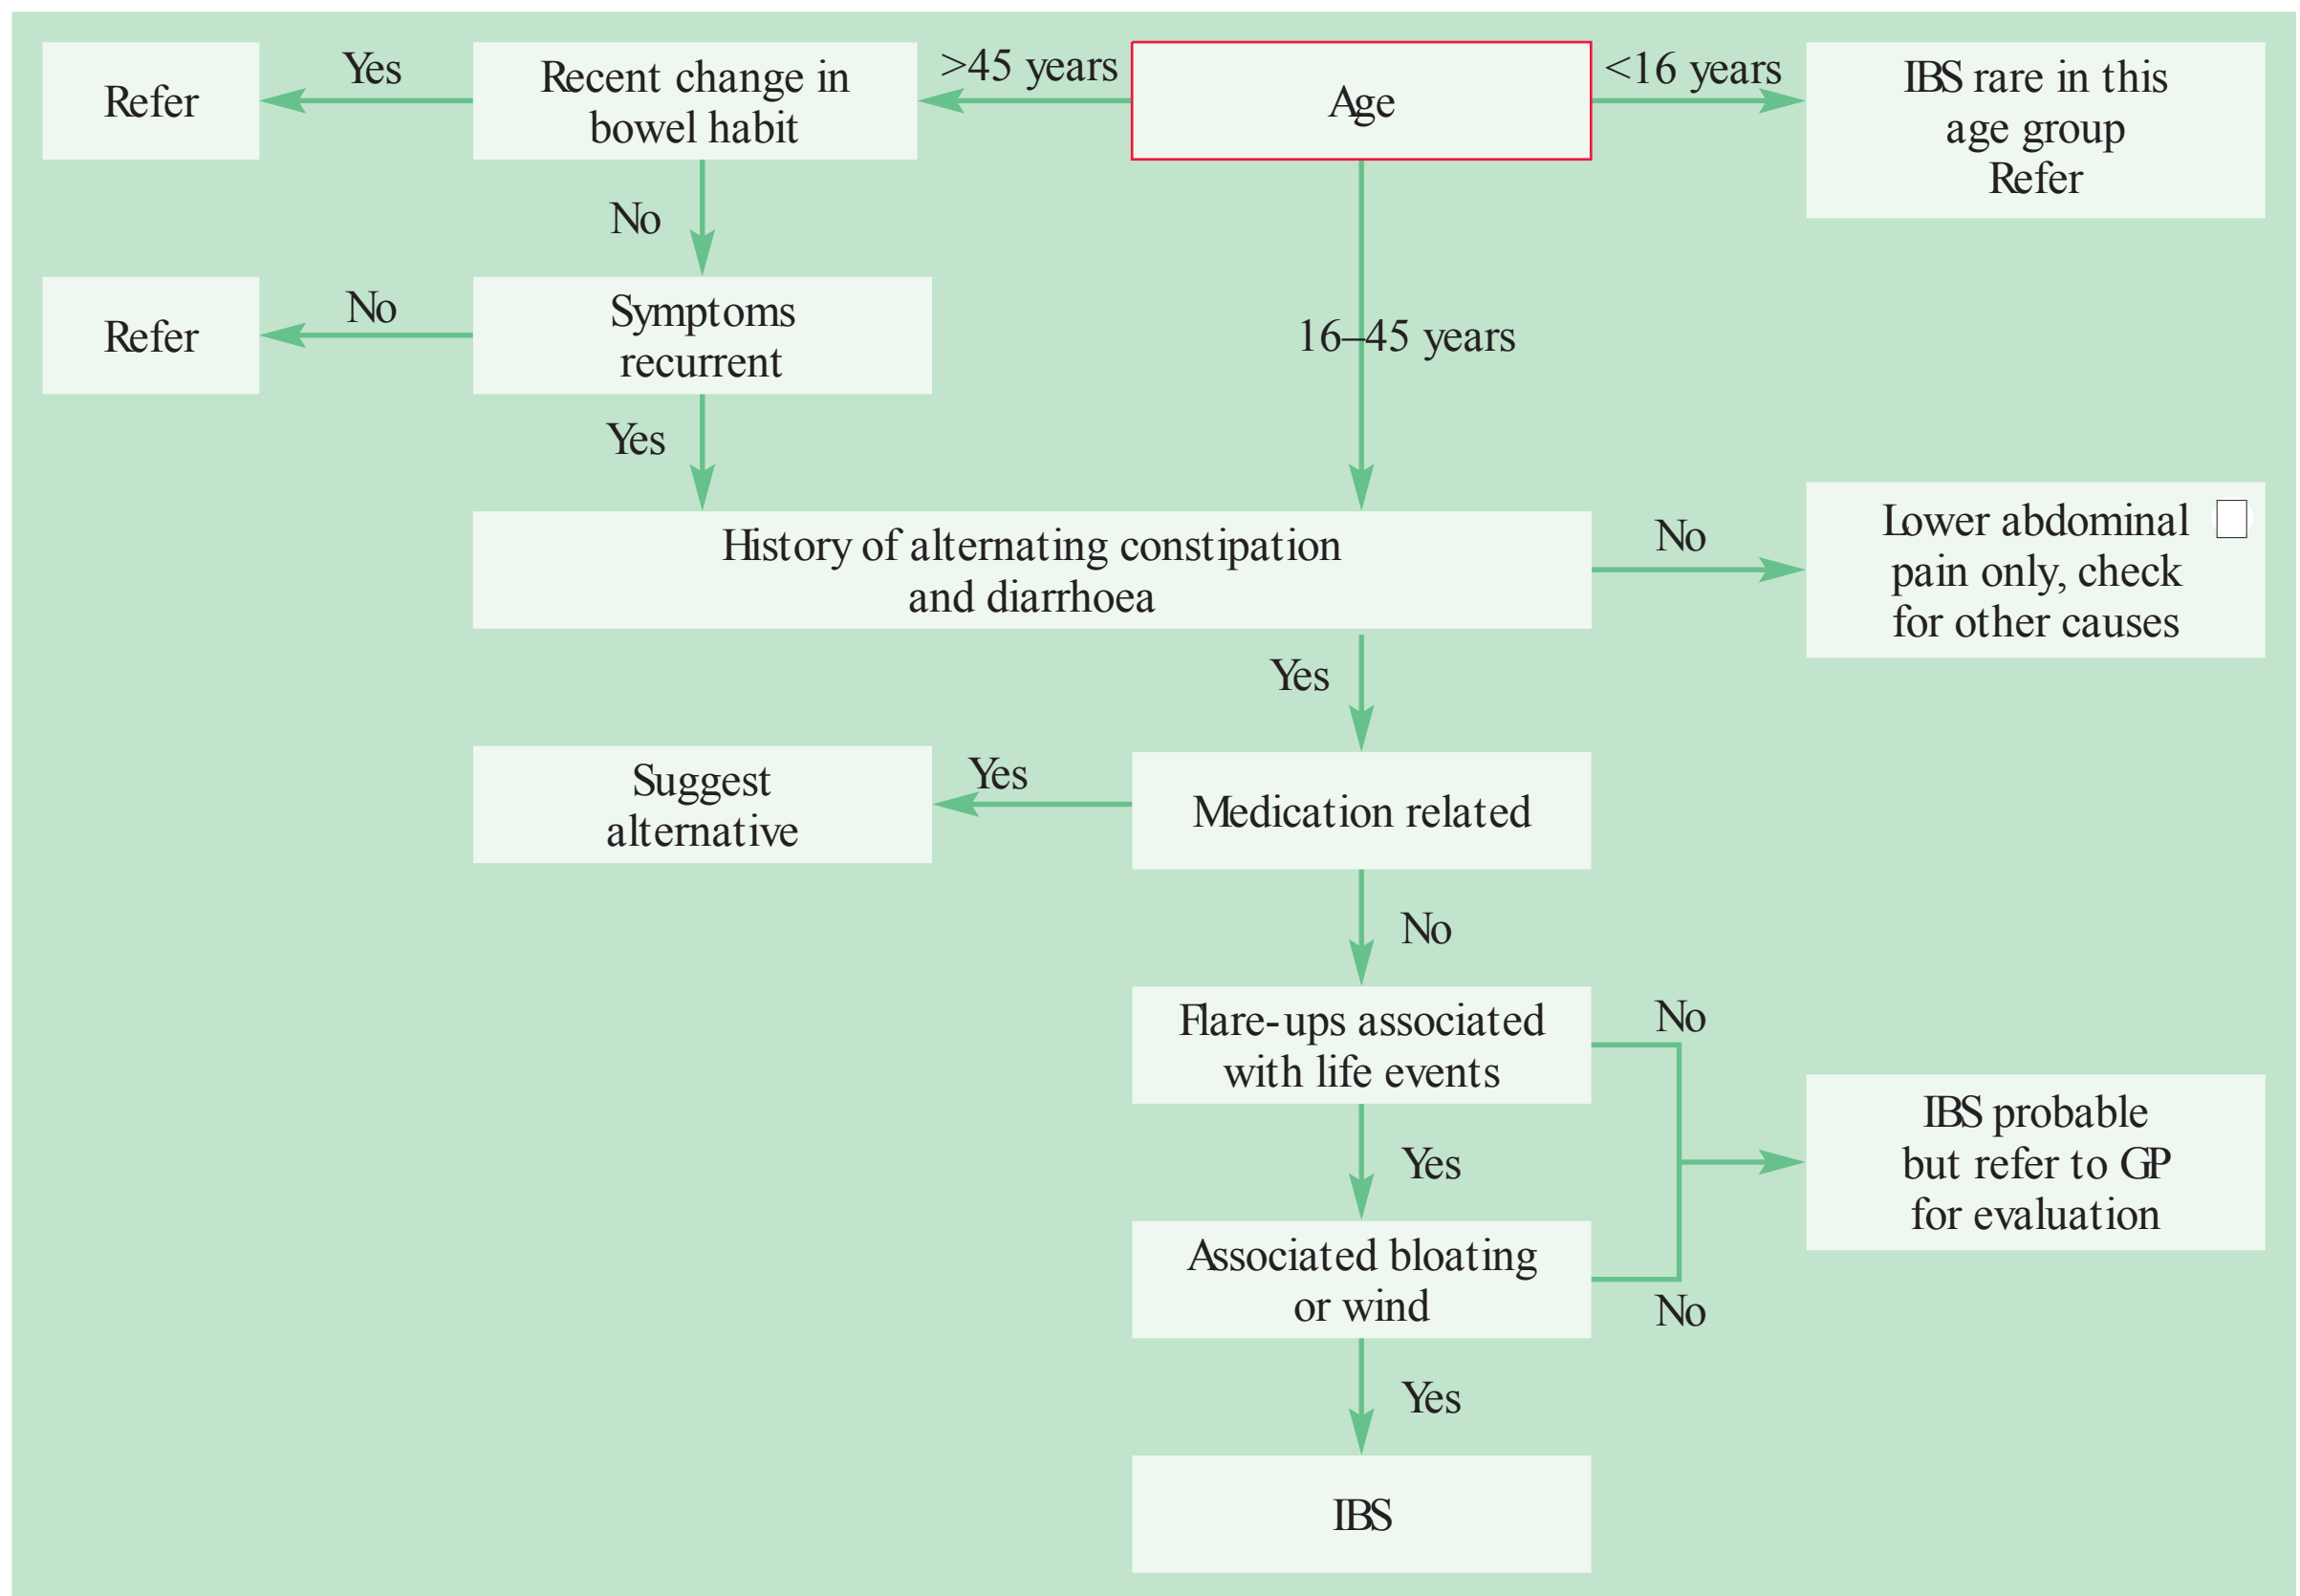 Refer
Yes
Recent change in
bowel habit
>45 years
Age
<16 years
IBS rare in this
age group
Refer
No
Refer
No
Symptoms
recurrent
16–45 years
Yes
History of alternating constipation
and diarrhoea
No
Lower abdominal
pain only, check
for other causes
Yes
Suggest
alternative
Yes
Medication related
No
Flare-ups associated
with life events
No
Yes
IBS probable
but refer to GP
for evaluation
Associated bloating
or wind
No
Yes
IBS